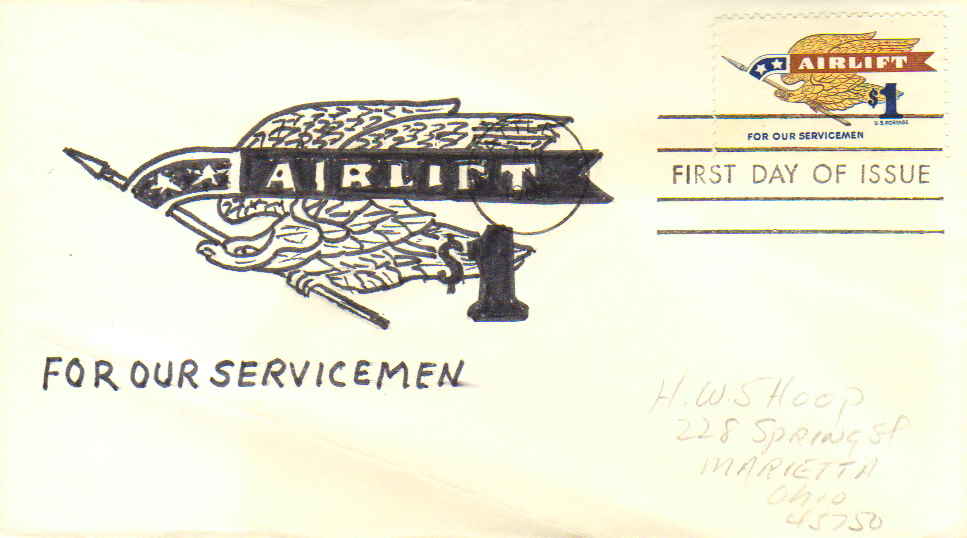 AIRLIFT
$1
U.S. POSTAGE
FOR OUR SERVICEMEN
FIRST DAY OF ISSUE
AIRLIFT
$1
FOR OUR SERVICEMEN
H.W. SHOOP
228 SPRING ST
MARIETTA
Ohio
45750